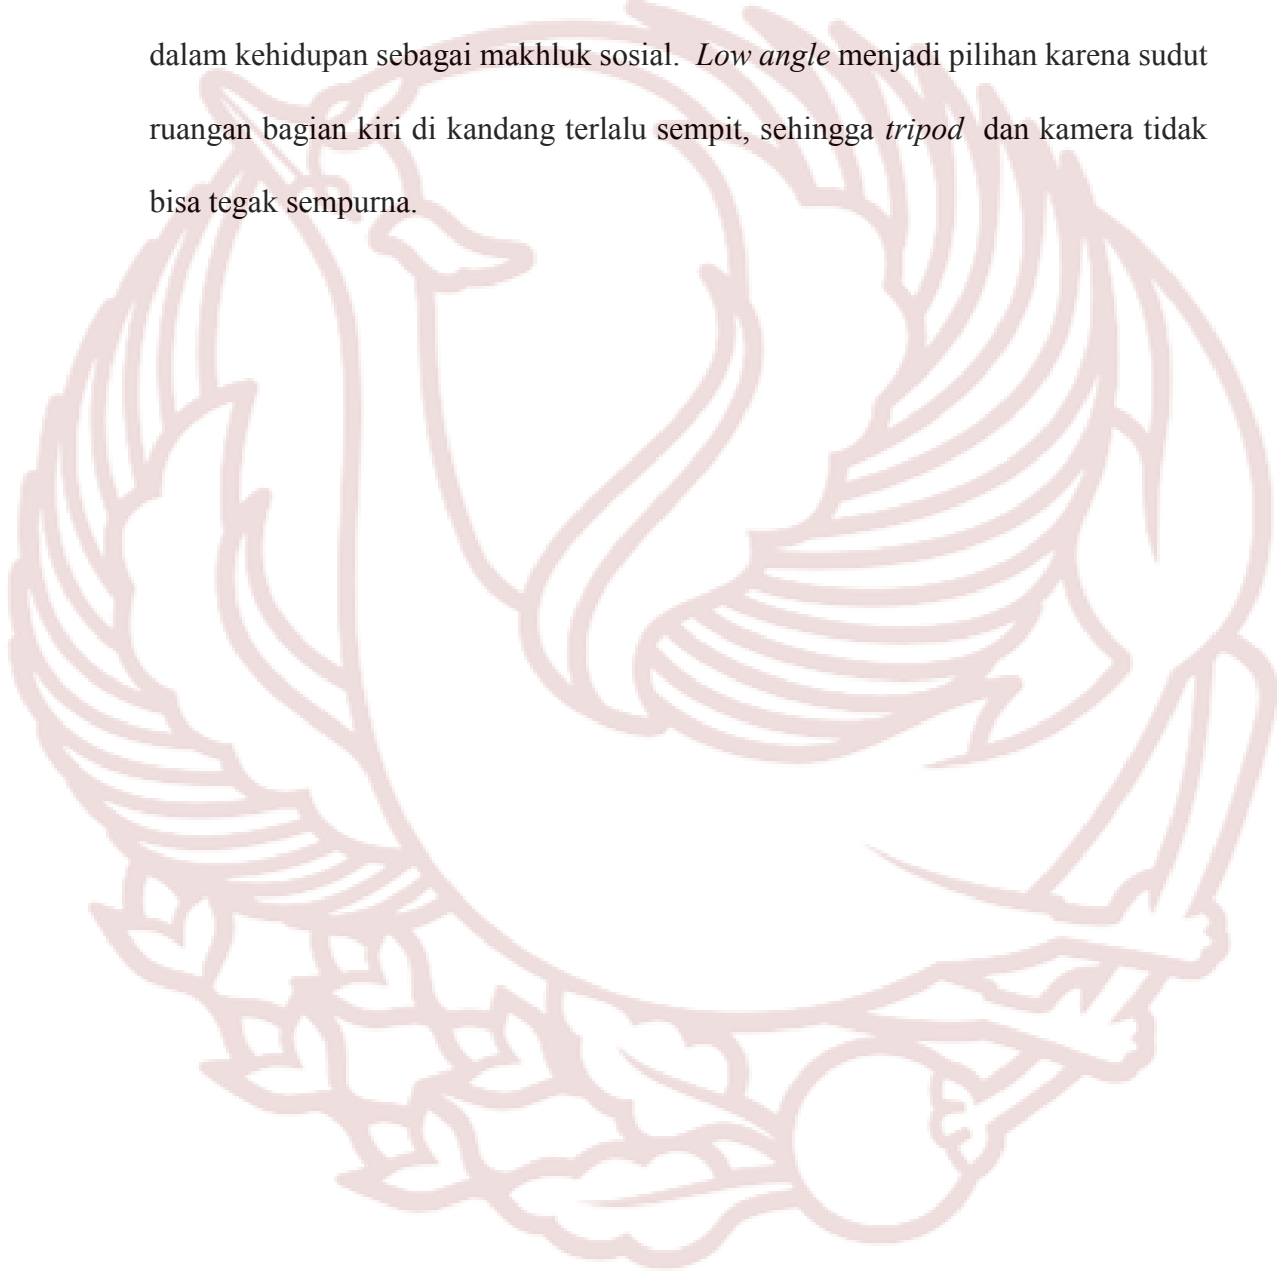 dalam kehidupan sebagai makhluk sosial. Low angle menjadi pilihan karena sudut
ruangan bagian kiri di kandang terlalu sempit, sehingga tripod dan kamera tidak
bisa tegak sempurna.